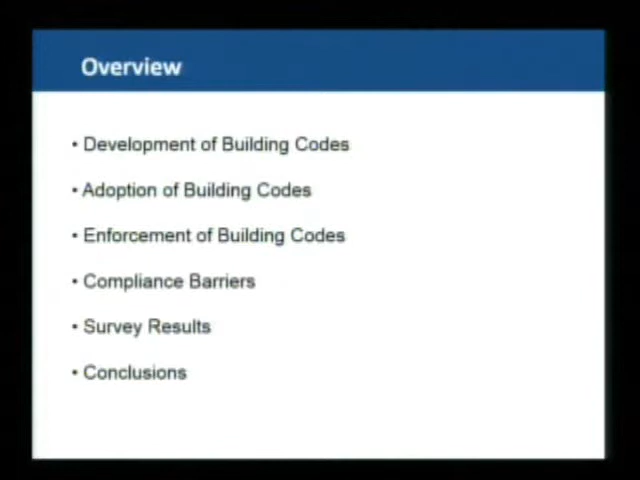 Overview
• Development of Building Codes
• Adoption of Building Codes
• Enforcement of Building Codes
• Compliance Barriers
• Survey Results
• Conclusions